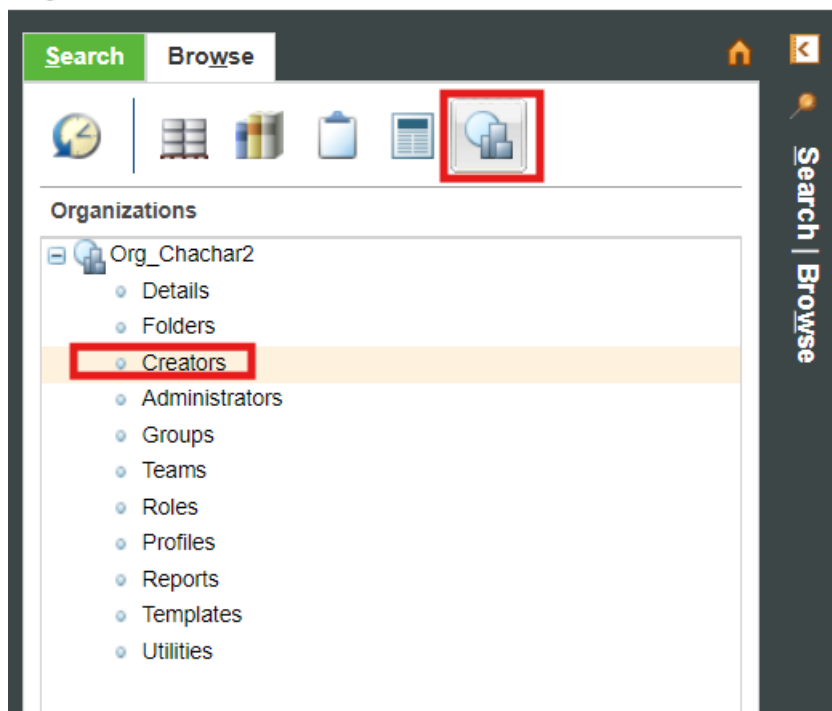 Search Browse
Organizations
Org_Chachar2
Details
Folders
Creators
Administrators
Groups
Teams
Roles
Profiles
Reports
Templates
Utilities
Search | Browse